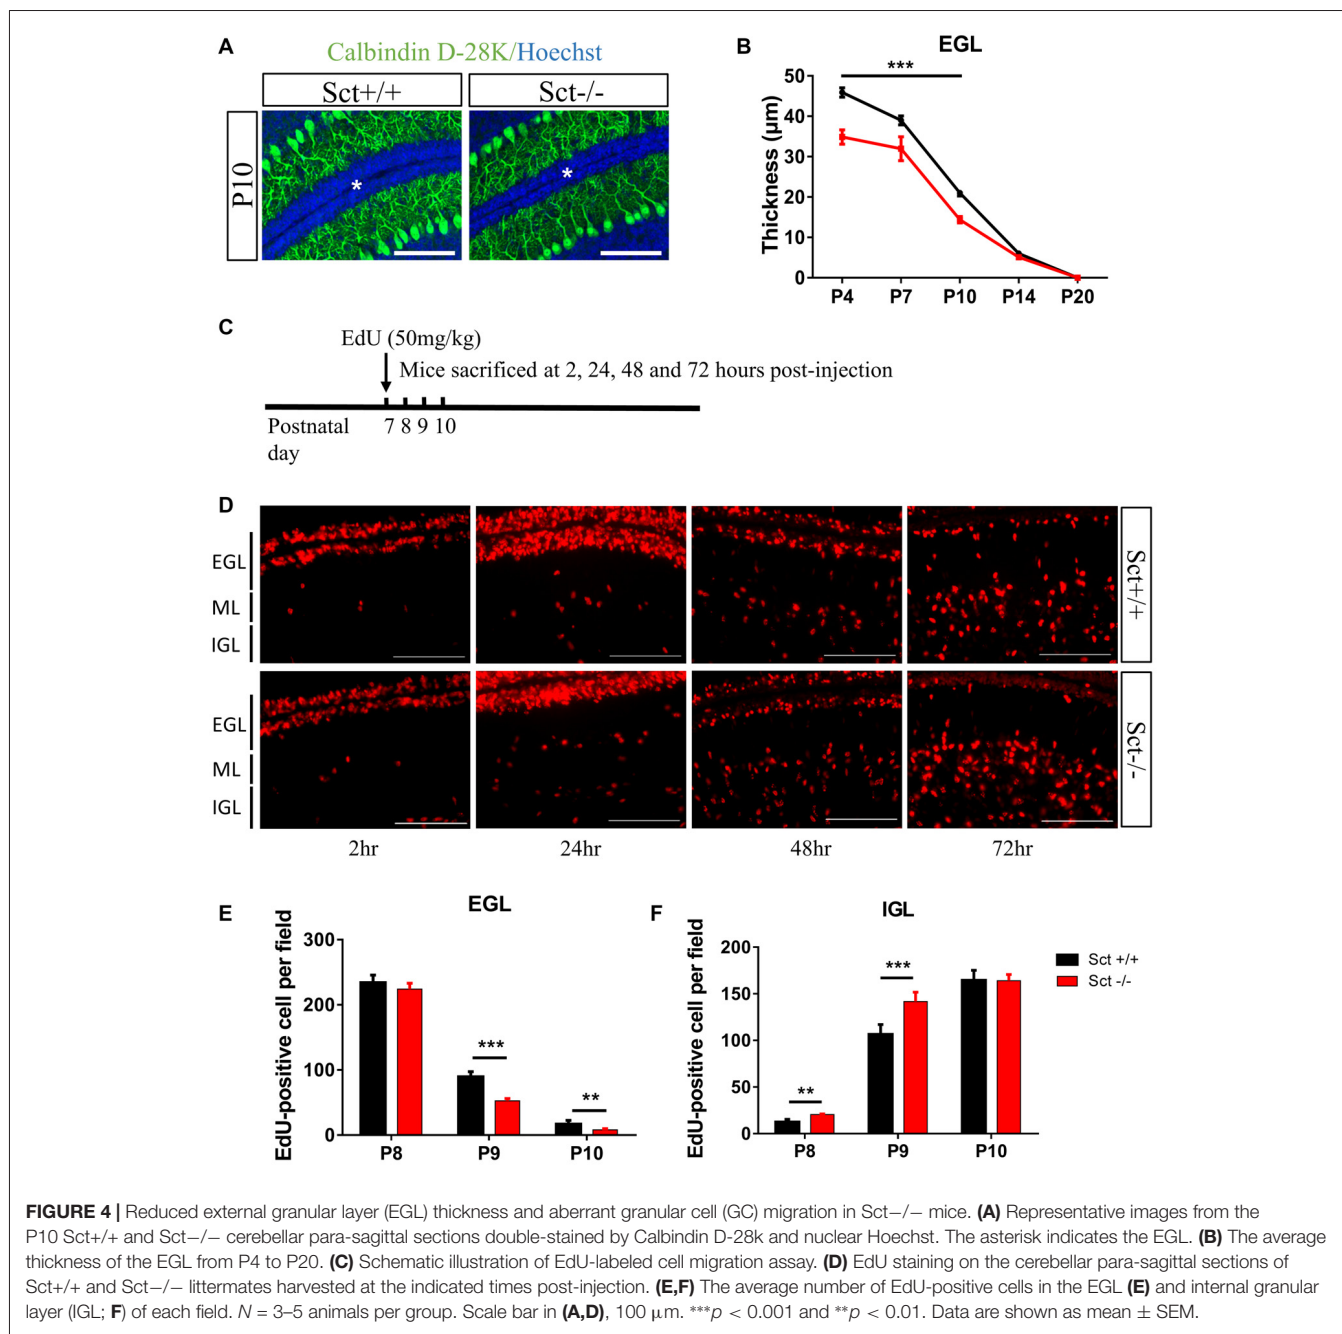 A
Calbindin D-28K/Hoechst
Sct+/+
Sct-/-
P10
*
*
B
EGL
***
Thickness (µm)
50
40
30
20
10
0
P4
P7
P10
P14
P20
C
EdU (50mg/kg)
Mice sacrificed at 2, 24, 48 and 72 hours post-injection
Postnatal
day
7 8 9 10
D
EGL
ML
IGL
Sct+/+
EGL
ML
IGL
Sct-/-
2hr
24hr
48hr
72hr
E
EGL
EdU-positive cell per field
300
200
100
0
***
**
P8
P9
P10
F
IGL
EdU-positive cell per field
200
150
100
50
0
**
***
P8
P9
P10
Sct +/+
Sct -/-
FIGURE 4 | Reduced external granular layer (EGL) thickness and aberrant granular cell (GC) migration in Sct−/− mice. (A) Representative images from the
P10 Sct+/+ and Sct−/− cerebellar para-sagittal sections double-stained by Calbindin D-28k and nuclear Hoechst. The asterisk indicates the EGL. (B) The average
thickness of the EGL from P4 to P20. (C) Schematic illustration of EdU-labeled cell migration assay. (D) EdU staining on the cerebellar para-sagittal sections of
Sct+/+ and Sct−/− littermates harvested at the indicated times post-injection. (E,F) The average number of EdU-positive cells in the EGL (E) and internal granular
layer (IGL; F) of each field. N = 3–5 animals per group. Scale bar in (A,D), 100 µm. ***p < 0.001 and **p < 0.01. Data are shown as mean ± SEM.